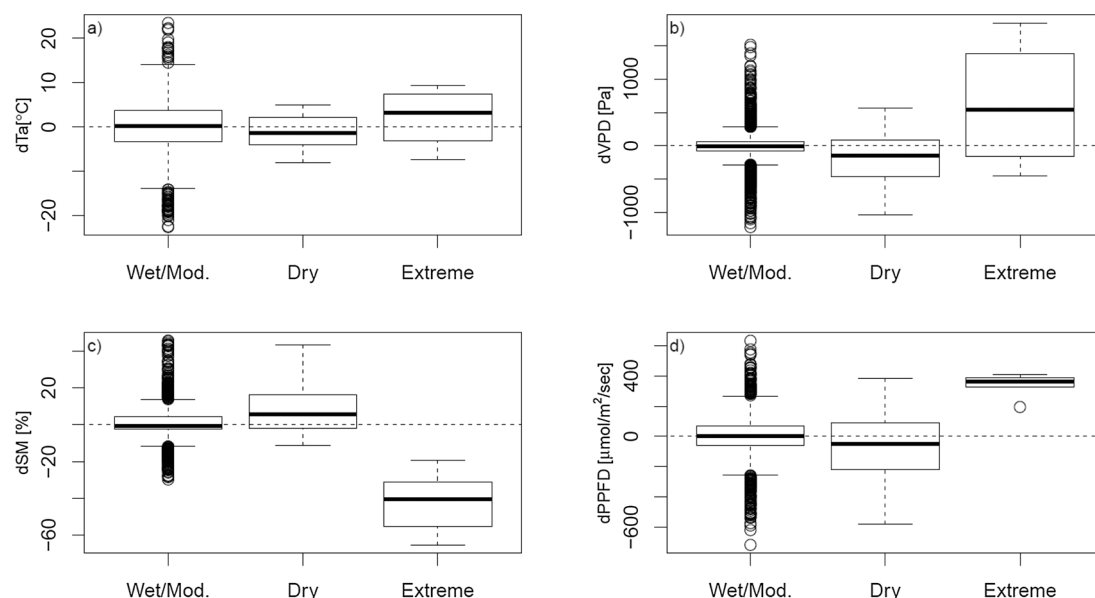 a)
dTa[°C]
20
10
0
−20
Wet/Mod. Dry Extreme
b)
dVPD [Pa]
1000
0
−1000
Wet/Mod. Dry Extreme
c)
dSM [%]
20
−20
−60
Wet/Mod. Dry Extreme
d)
dPPFD [μmol/m²/sec]
400
0
−600
Wet/Mod. Dry Extreme